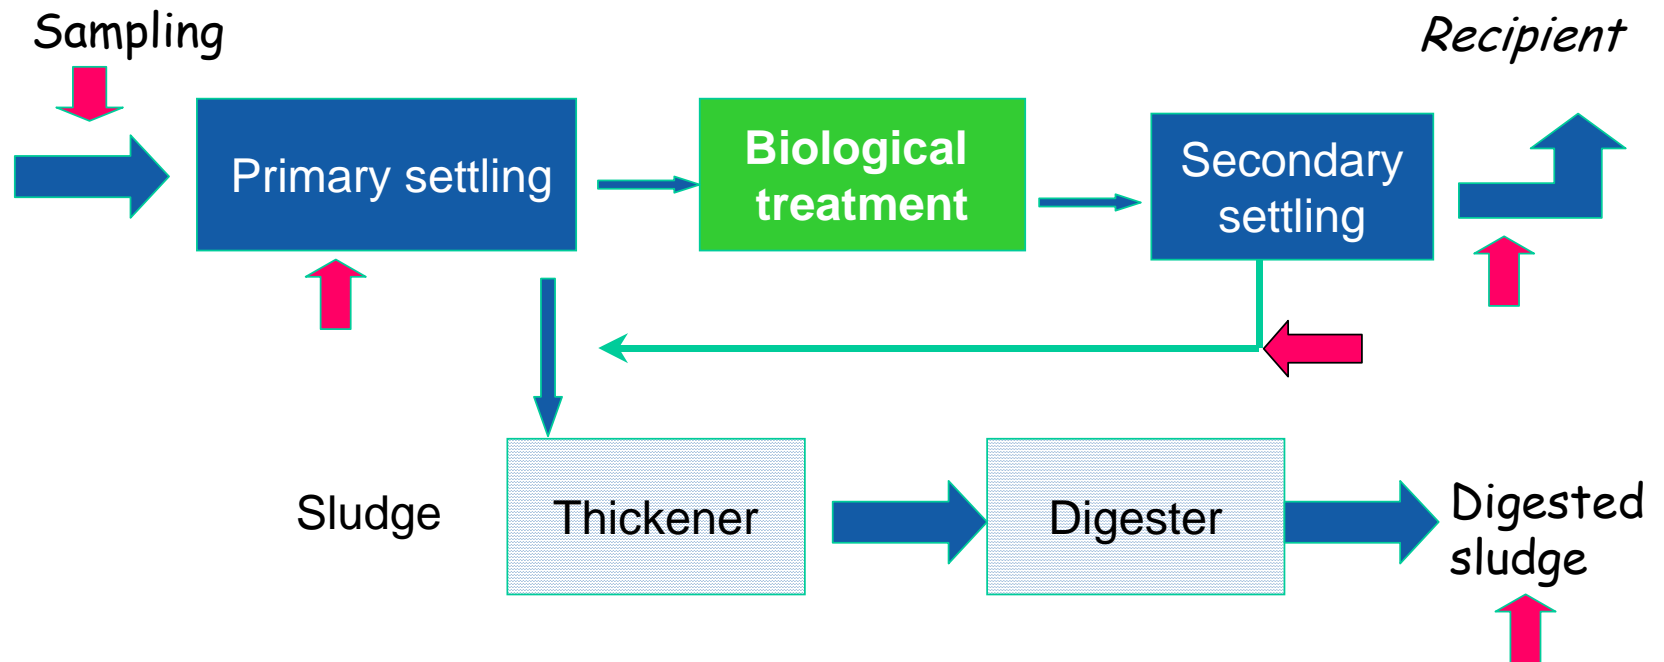 Sampling
Recipient
Primary settling
Biological
treatment
Secondary
settling
Sludge
Thickener
Digester
Digested
sludge